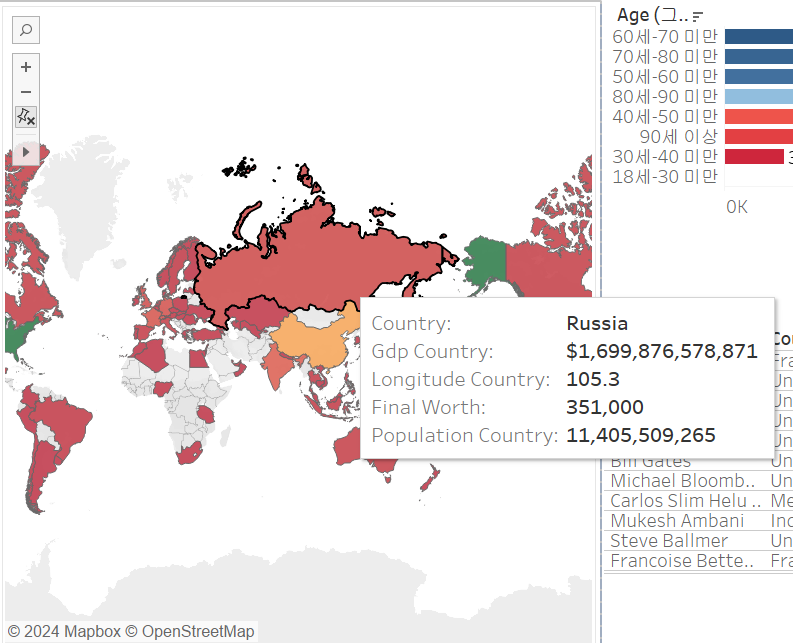 Age (그..
60세-70 미만
70세-80 미만
50세-60 미만
80세-90 미만
40세-50 미만
90세 이상
30세-40 미만 3
18세-30 미만
0K
Country: Russia
Gdp Country: $1,699,876,578,871
Longitude Country: 105.3
Final Worth: 351,000
Population Country: 11,405,509,265
Cou
Fra
Un
Un
Un
Un
Bill Gates Un
Michael Bloomb.. Un
Carlos Slim Helu .. Me
Mukesh Ambani Ind
Steve Ballmer Un
Francoise Bette.. Fra
© 2024 Mapbox © OpenStreetMap